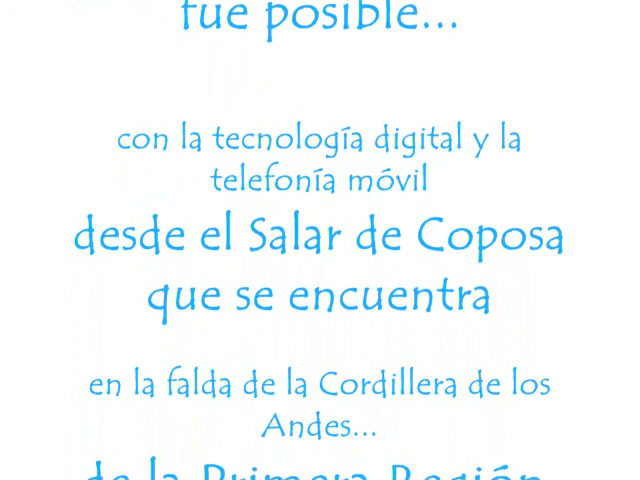 fue posible...
con la tecnología digital y la
telefonía móvil
desde el Salar de Coposa
que se encuentra
en la falda de la Cordillera de los
Andes...
de la Primera Región